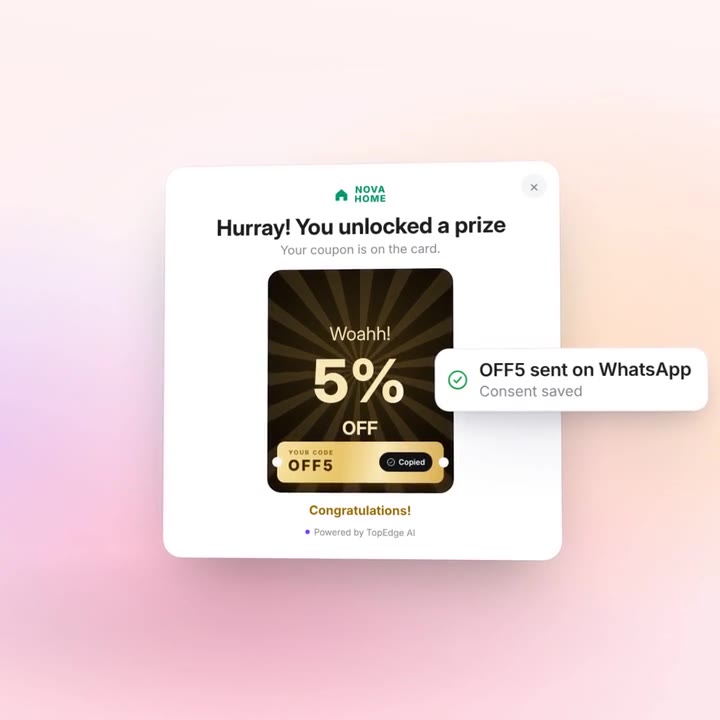 NOVA
HOME
Hurray! You unlocked a prize
Your coupon is on the card.
Woahh!
5%
OFF
YOUR CODE
OFF5
Copied
OFF5 sent on WhatsApp
Consent saved
Congratulations!
Powered by TopEdge AI